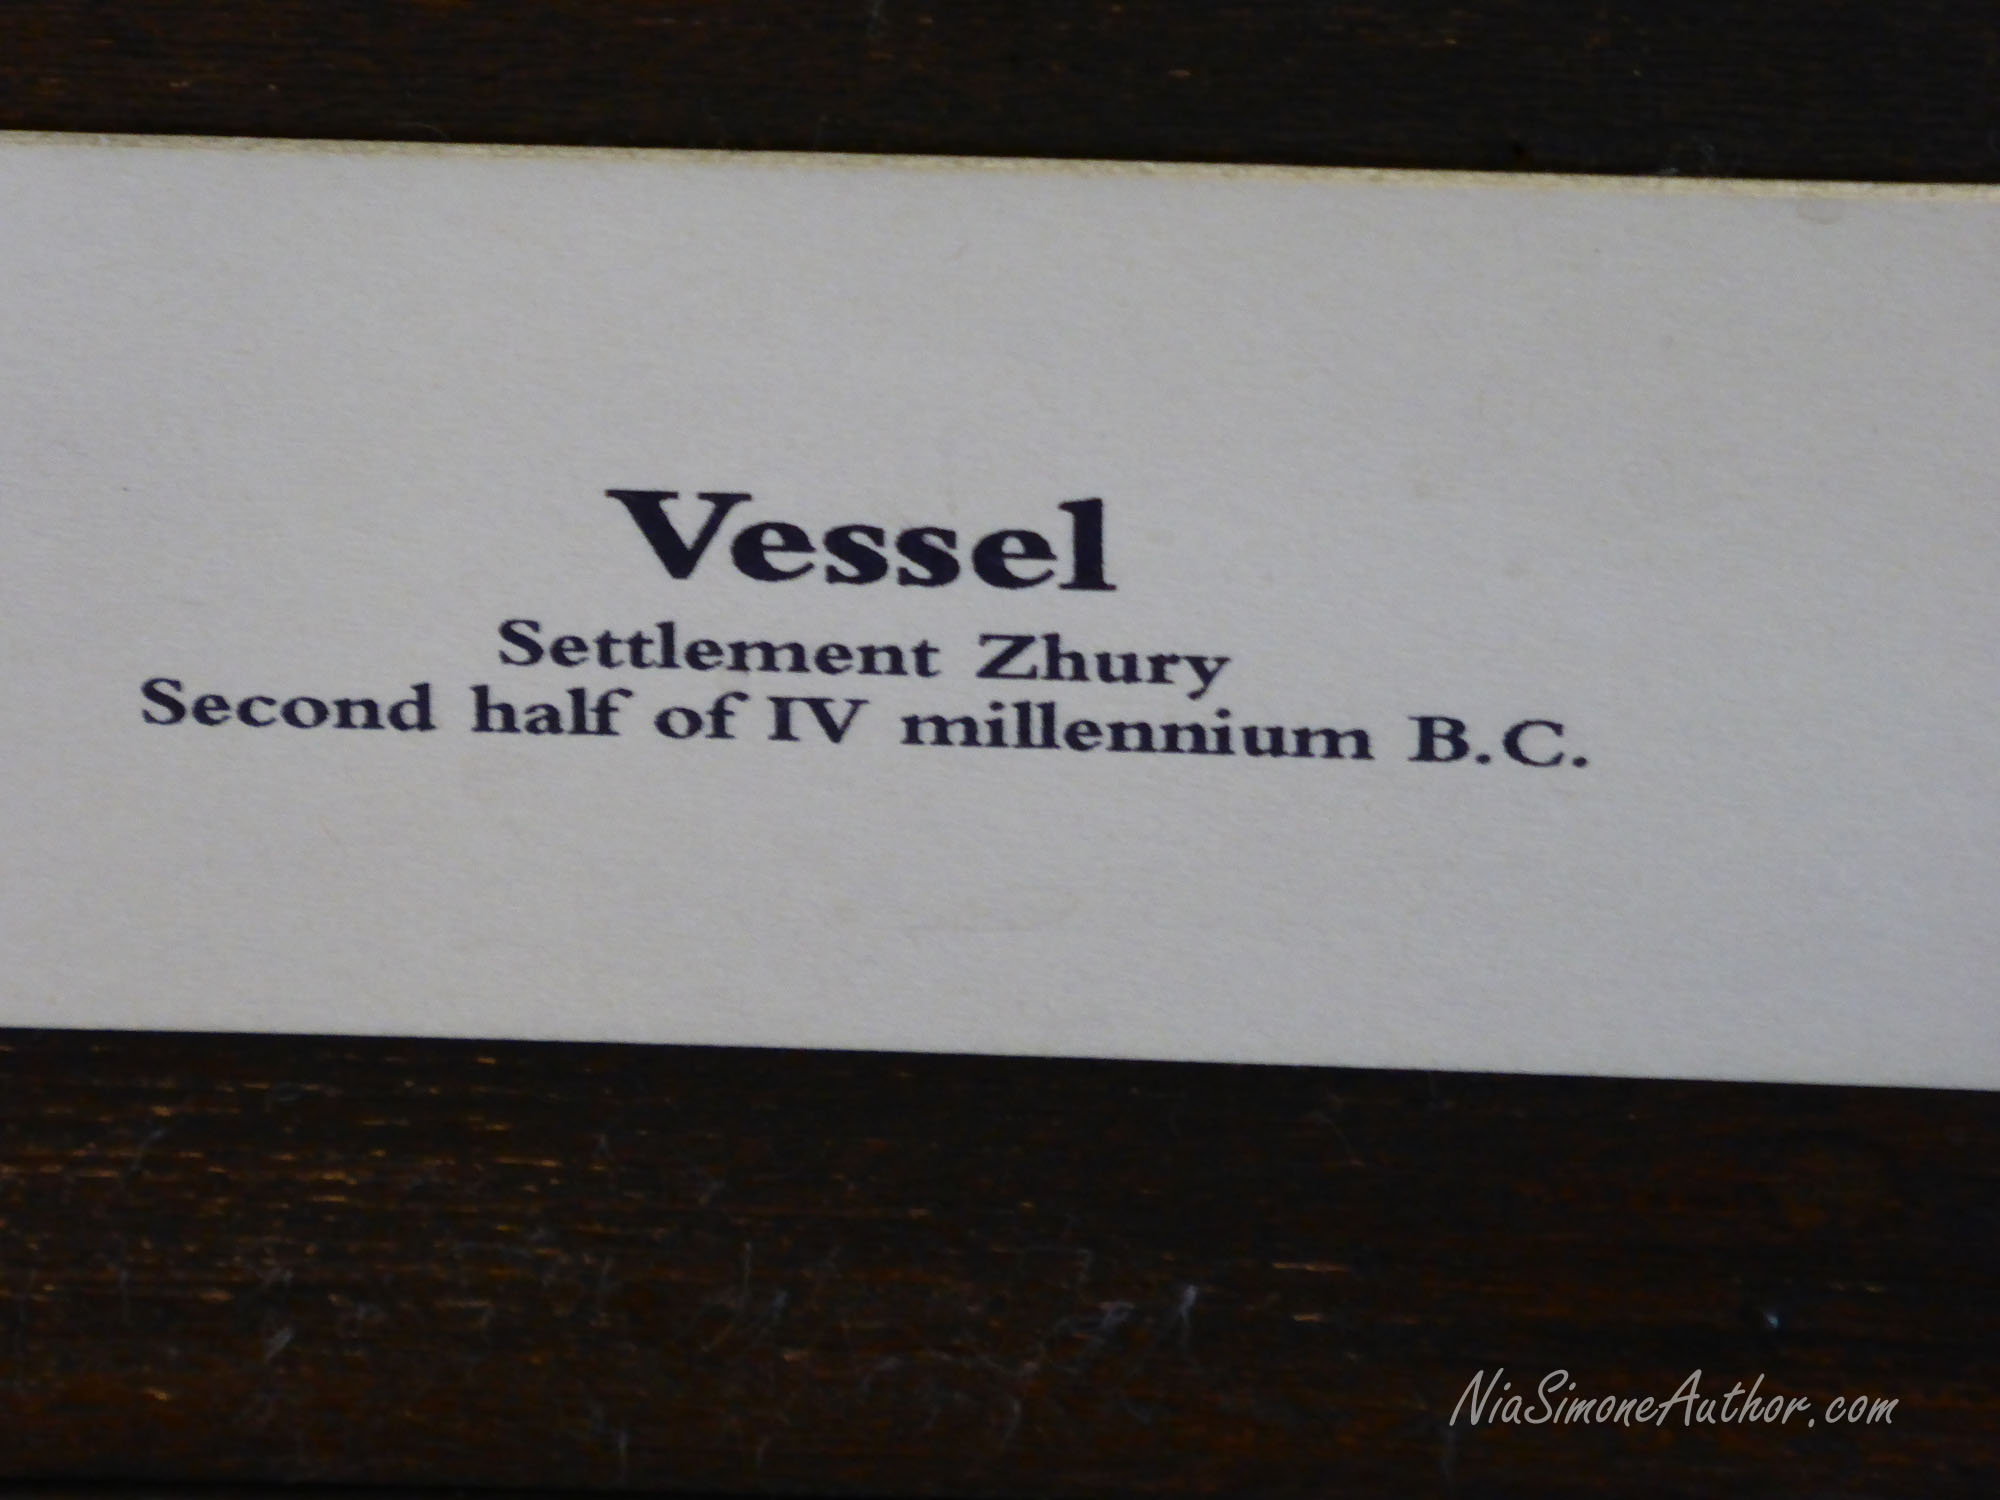 Vessel
Settlement Zhury
Second half of IV millennium B.C.
NiaSimoneAuthor.com